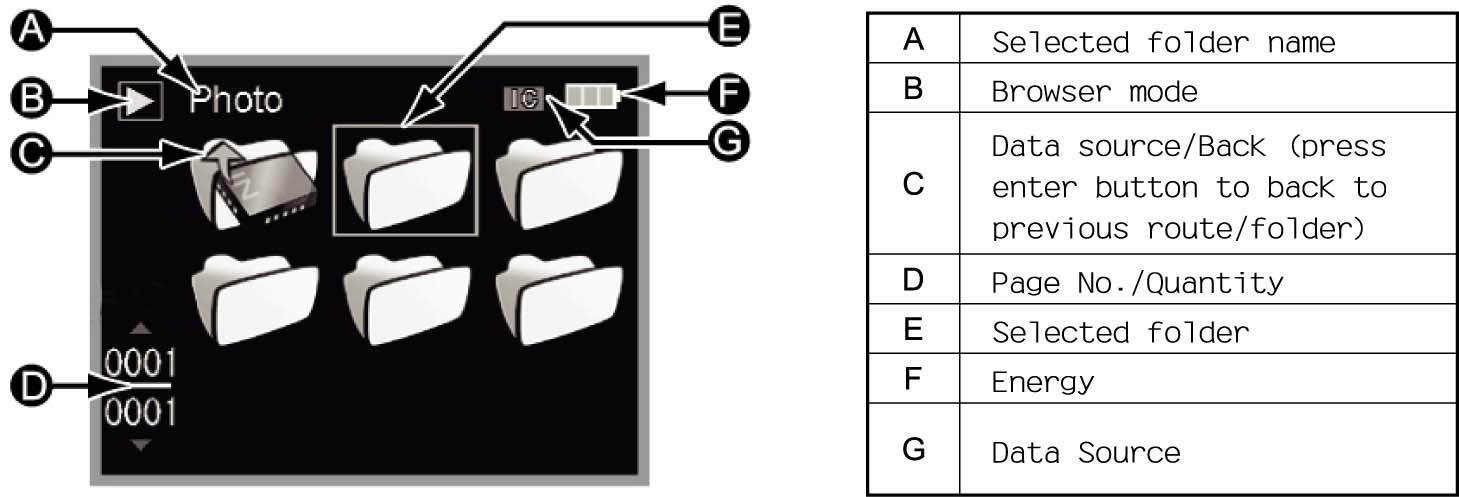 A
E
B
Photo
IC
F
G
C
IN
D
0001
0001
A Selected folder name
B Browser mode
C Data source/Back (press
enter button to back to
previous route/folder)
D Page No./Quantity
E Selected folder
F Energy
G Data Source